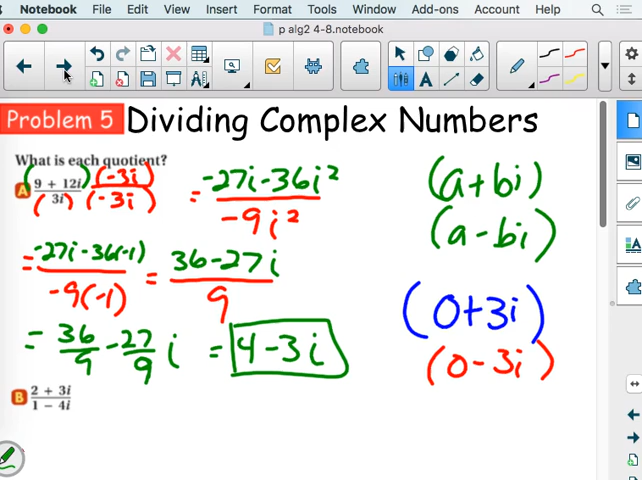 Notebook File Edit View Insert Format Tools Window Add-ons Help
p alg2 4-8.notebook
Problem 5 Dividing Complex Numbers
What is each quotient?
A (9 + 12i)/(3i) (-3i)/(-3i) = (-27i - 36i²)/(-9i²)
(a + bi)
(a - bi)
= (-27i - 36(-1))/(-9(-1)) = (36 - 27i)/9
(0 + 3i)
(0 - 3i)
= 36/9 - 27/9 i = 4 - 3i
B (2 + 3i)/(1 - 4i)